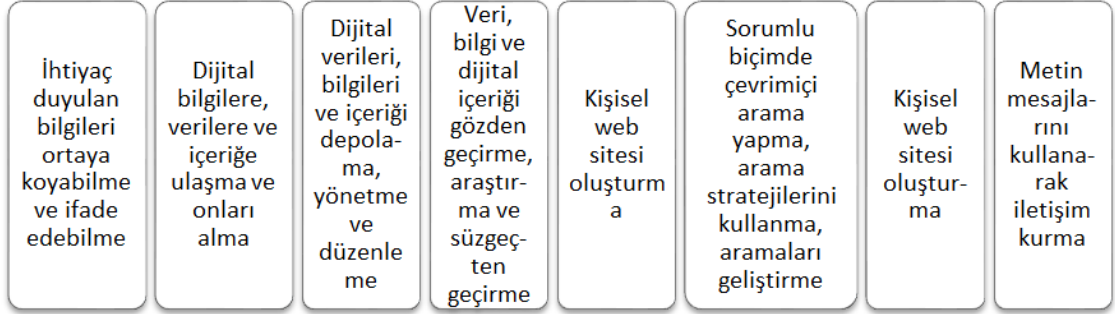 İhtiyaç
duyulan
bilgileri
ortaya
koyabilme
ve ifade
edebilme
Dijital
bilgilere,
verilere ve
içeriğe
ulaşma ve
onları
alma
Dijital
verileri,
bilgileri
ve içeriği
depola-
ma,
yönetme
ve
düzenle
me
Veri,
bilgi ve
dijital
içeriği
gözden
geçirme,
araştır-
ma ve
süzgeç-
ten
geçirme
Kişisel
web
sitesi
oluşturm
a
Sorumlu
biçimde
çevrimiçi
arama
yapma,
arama
stratejilerini
kullanma,
aramaları
geliştirme
Kişisel
web
sitesi
oluştur-
ma
Metin
mesajla-
rını
kullana-
rak
iletişim
kurma